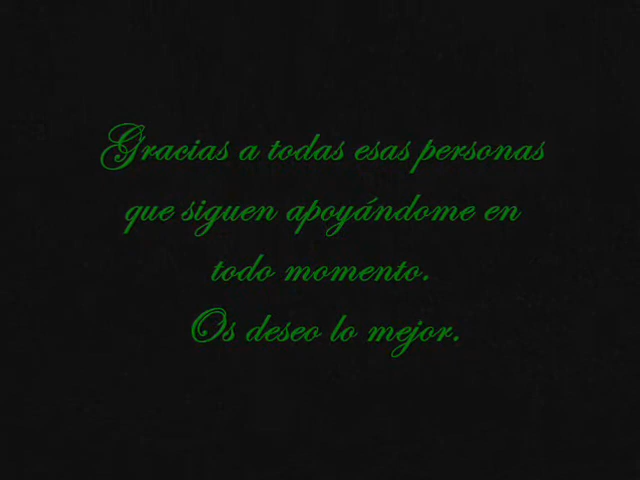 Gracias a todas esas personas
que siguen apoyándome en
todo momento.
Os deseo lo mejor.